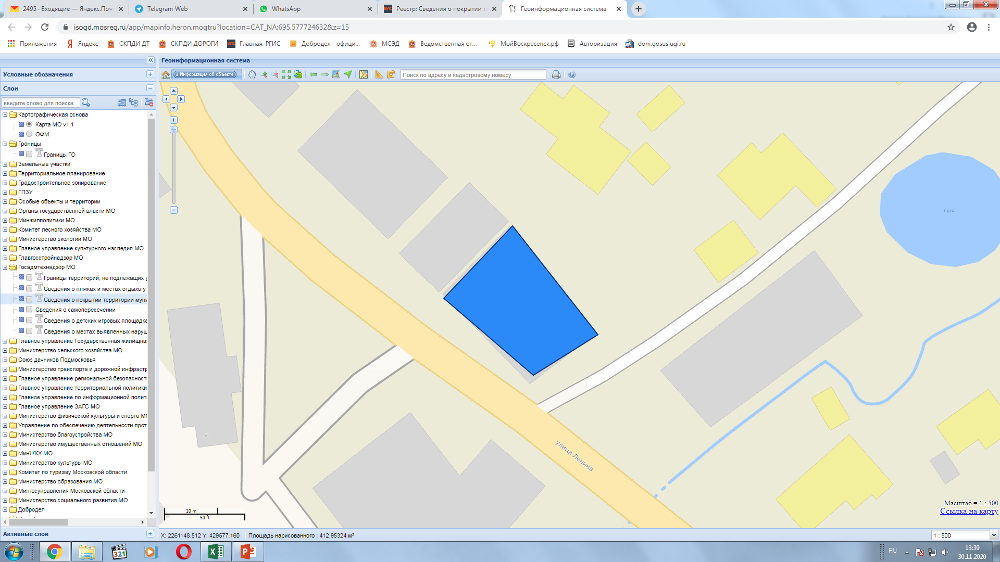 2495 · Входящие — Яндекс.Поч
Telegram Web
WhatsApp
Реестр: Сведения о покрытии т
Геоинформационная система
isogd.mosreg.ru/app/mapinfo.heron.mogtru?location=CAT_NA:695,577724632&z=15
Приложения
Яндекс
СКПДИ ДТ
СКПДИ ДОРОГИ
Главная. РГИС
Добродел - офици...
МСЭД
Ведомственная от...
МойВоскресенск.рф
Авторизация
dom.gosuslugi.ru
Геоинформационная система
Условные обозначения
Информация об объекте
Поиск по адресу и кадастровому номеру
Слои
введите слово для поиска
Картографическая основа
Карта МО v1.1
ОФМ
Границы
Границы ГО
Земельные участки
Территориальное планирование
Градостроительное зонирование
ГПЗУ
Особые объекты и территории
Органы государственной власти МО
Минжилполитики МО
Комитет лесного хозяйства МО
Министерство экологии МО
Главное управление культурного наследия МО
Главгосстройнадзор МО
Госадмтехнадзор МО
Границы территорий, не подлежащих у
Сведения о пляжах и местах отдыха у
Сведения о покрытии территории муни
Сведения о самопересечении
Сведения о детских игровых площадка
Сведения о местах выявленных наруш
Главное управление Государственная жилищна
Министерство сельского хозяйства МО
Союз дачников Подмосковья
Министерство транспорта и дорожной инфрастр
Главное управление региональной безопасност
Главное управление территориальной политики
Главное управление по информационной полит
Главное управление ЗАГС МО
Министерство физической культуры и спорта МО
Управление по обеспечению деятельности прот
Министерство благоустройства МО
Министерство имущественных отношений МО
МинЖКХ МО
Министерство культуры МО
Комитет по туризму Московской области
Министерство образования МО
Мингосуправления Московской области
Министерство социального развития МО
Добродел
Активные слои
пруд
улица Ленина
10 m
50 ft
Масштаб = 1 : 500
Ссылка на карту
X: 2261148.512 Y: 429577.160
Площадь нарисованного : 412.95324 м²
1 : 500
321
RU
13:39
30.11.2020